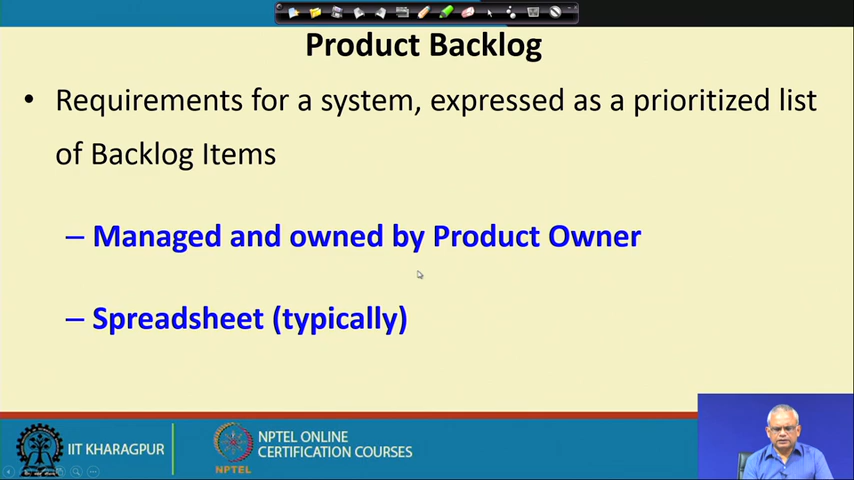 Product Backlog
• Requirements for a system, expressed as a prioritized list
of Backlog Items
– Managed and owned by Product Owner
– Spreadsheet (typically)
IIT KHARAGPUR
NPTEL
NPTEL ONLINE
CERTIFICATION COURSES